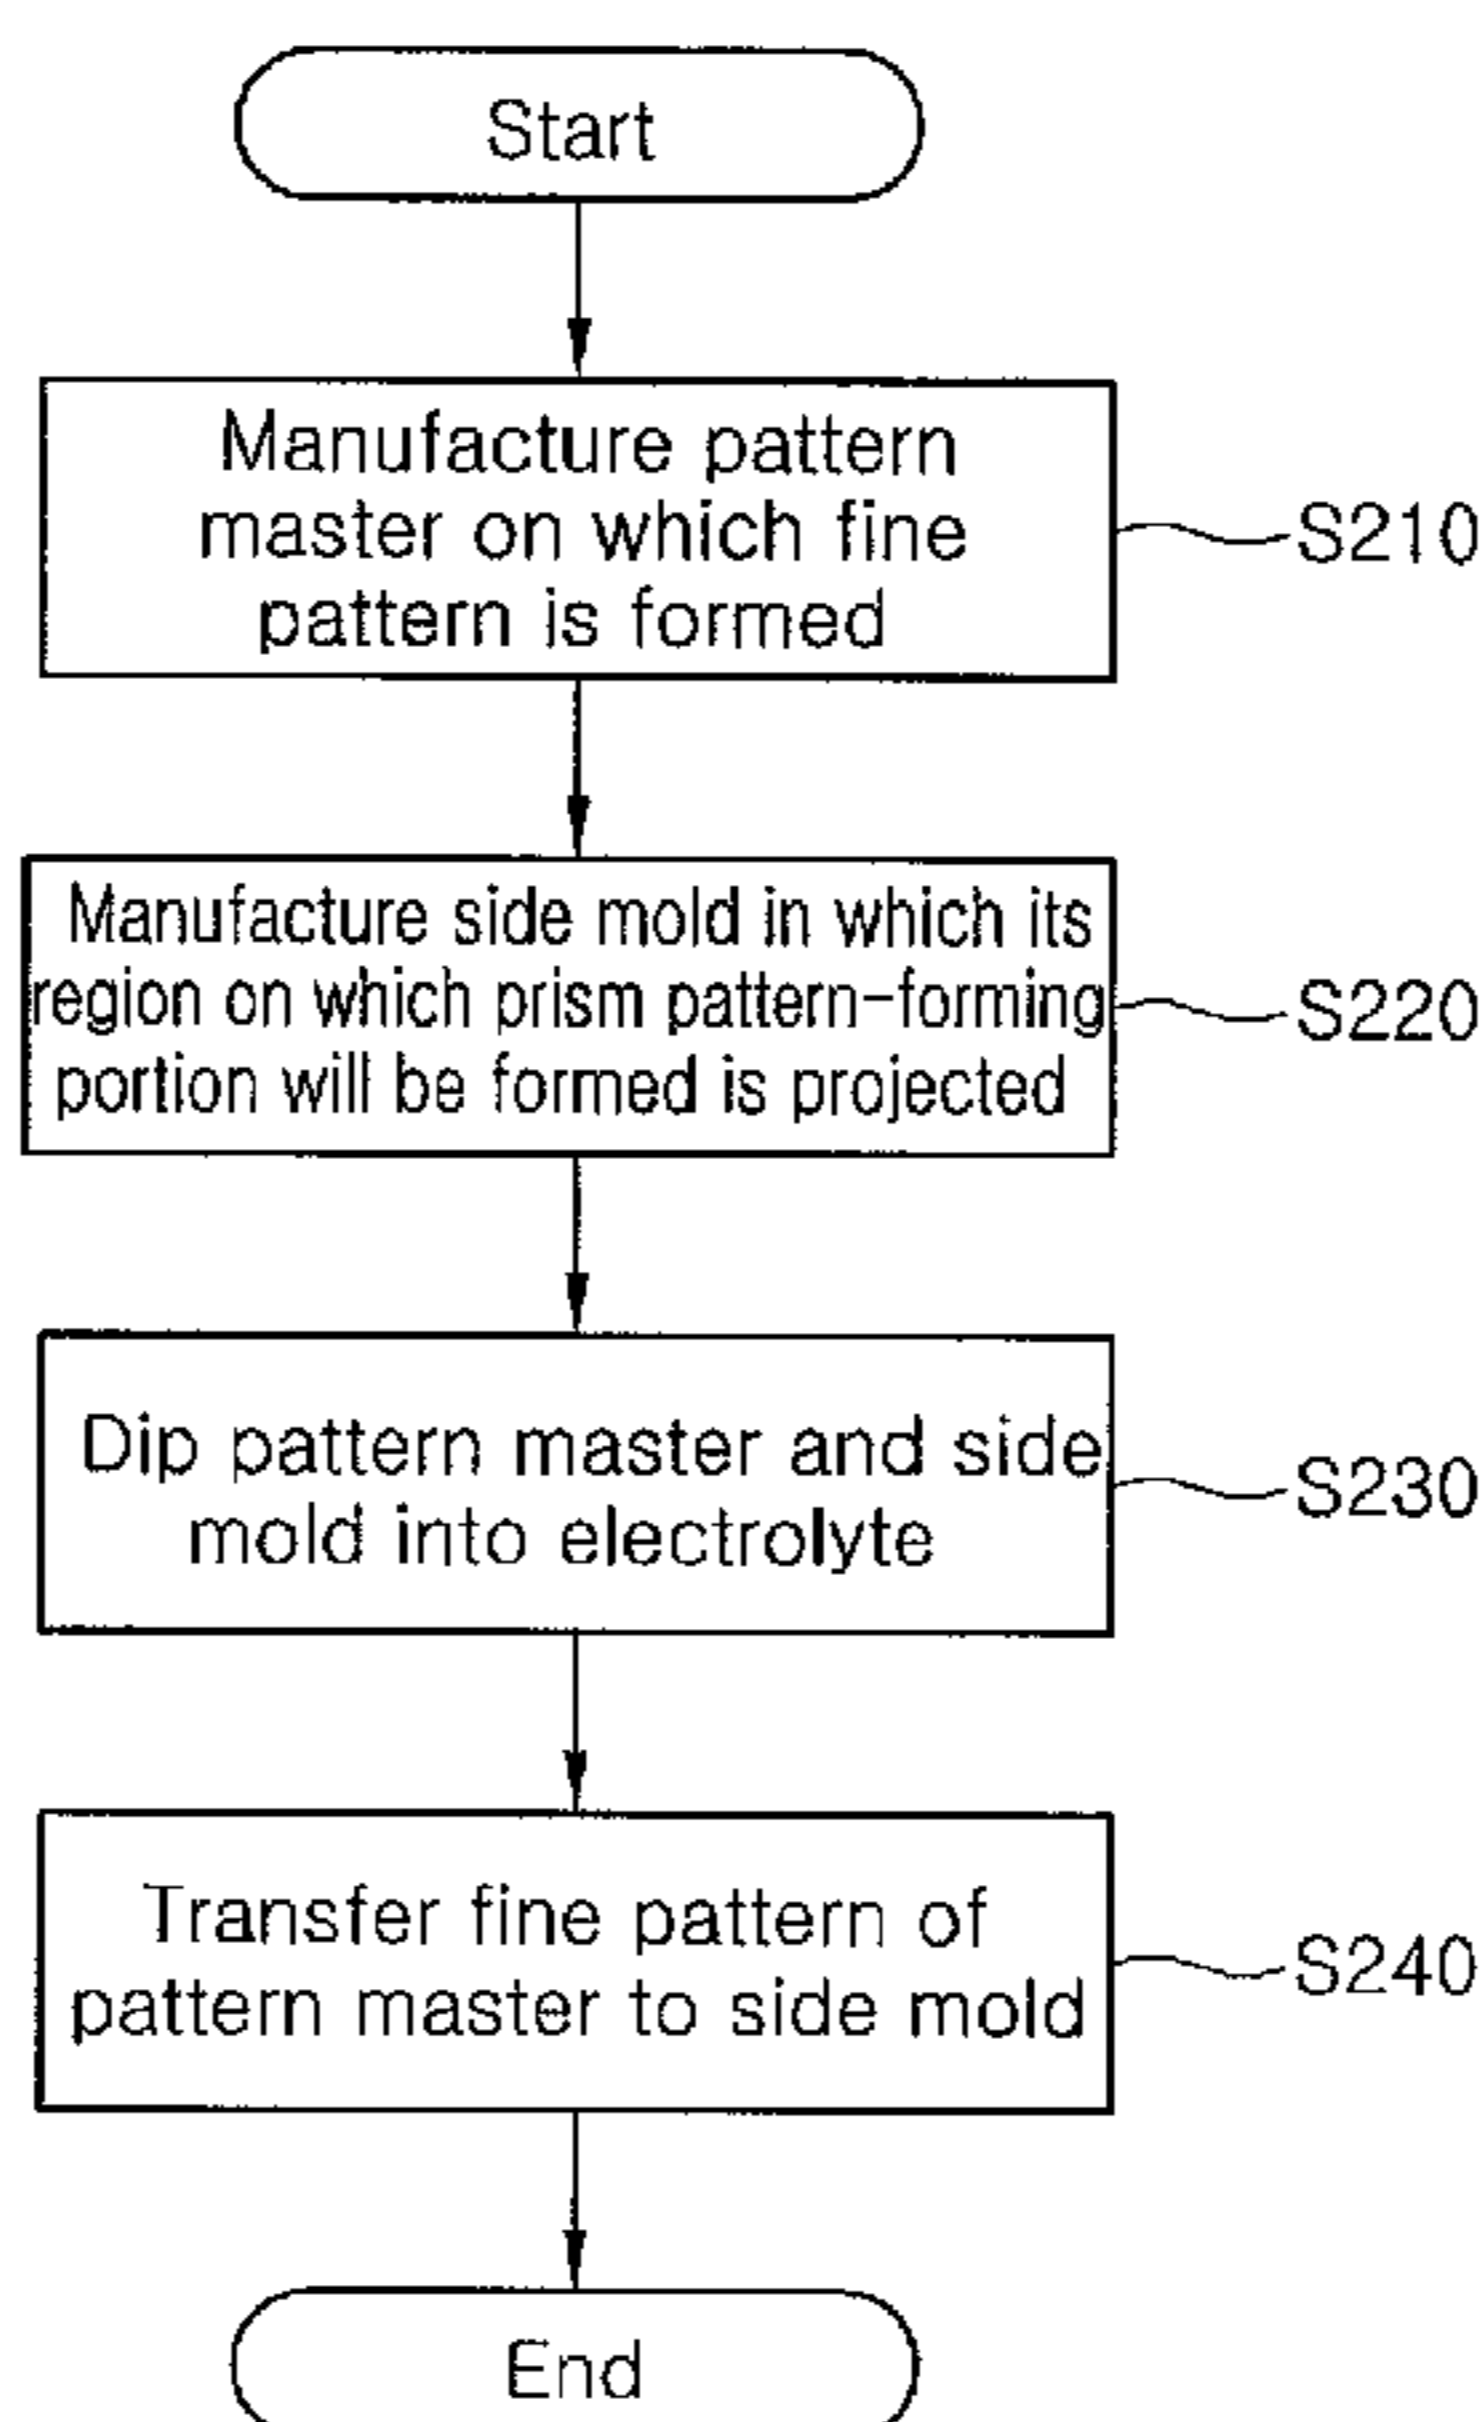 Start
Manufacture pattern
master on which fine
pattern is formed
S210
Manufacture side mold in which its
region on which prism pattern-forming
portion will be formed is projected
S220
Dip pattern master and side
mold into electrolyte
S230
Transfer fine pattern of
pattern master to side mold
S240
End